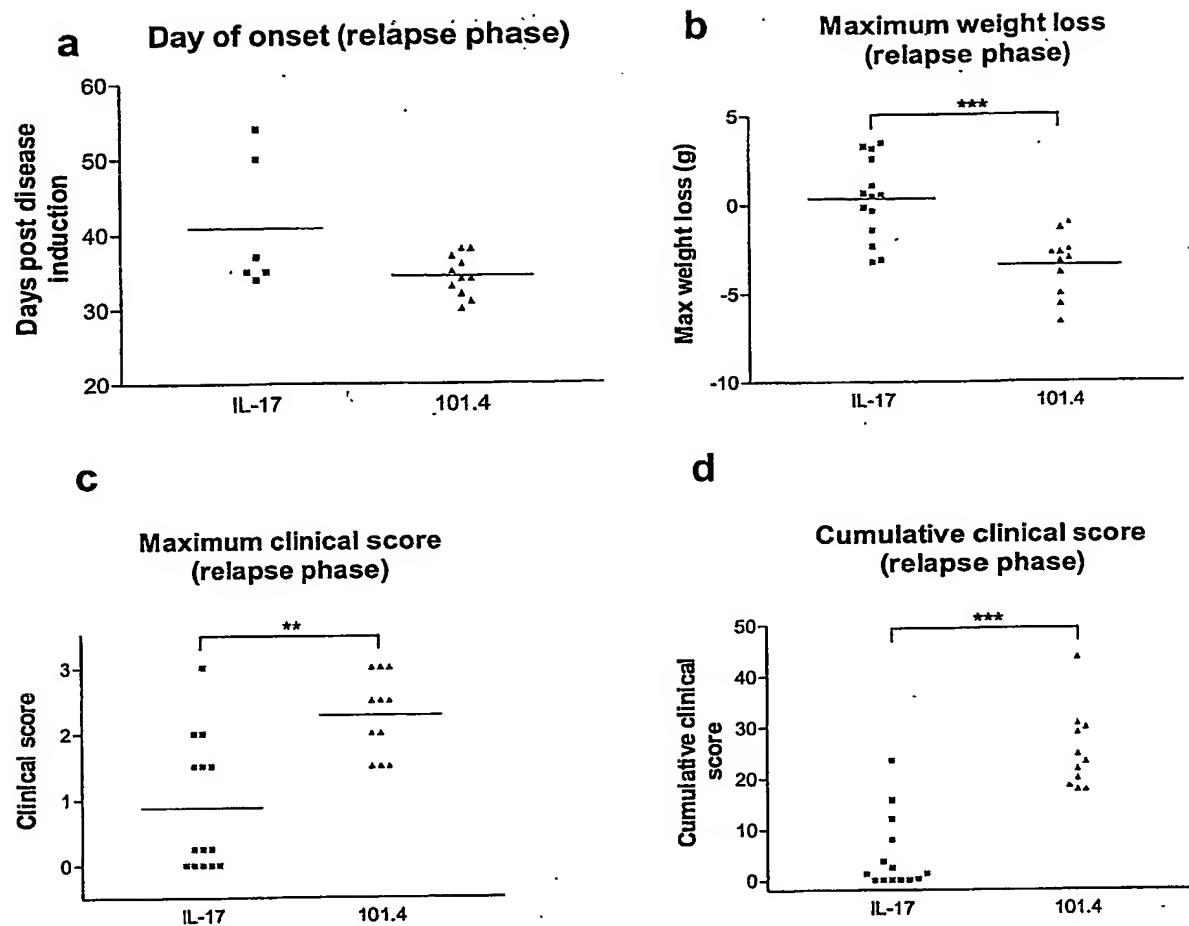 a
Day of onset (relapse phase)
Days post disease
induction
60
50
40
30
20
IL-17
101.4
b
Maximum weight loss
(relapse phase)
***
Max weight loss (g)
5
0
-5
-10
IL-17
101.4
c
Maximum clinical score
(relapse phase)
**
Clinical score
3
2
1
0
IL-17
101.4
d
Cumulative clinical score
(relapse phase)
***
Cumulative clinical
score
50
40
30
20
10
0
IL-17
101.4